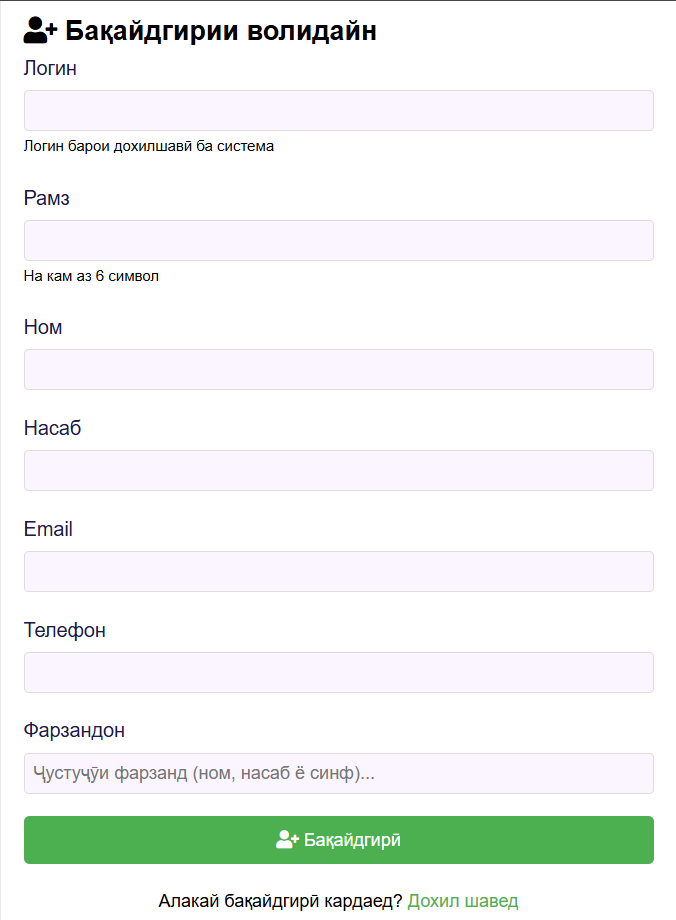 Бақайдгирии волидайн
Логин
Логин барои дохилшавӣ ба система
Рамз
На кам аз 6 символ
Ном
Насаб
Email
Телефон
Фарзандон
Ҷустуҷӯи фарзанд (ном, насаб ё синф)...
Бақайдгирӣ
Алакай бақайдгирӣ кардаед? Дохил шавед